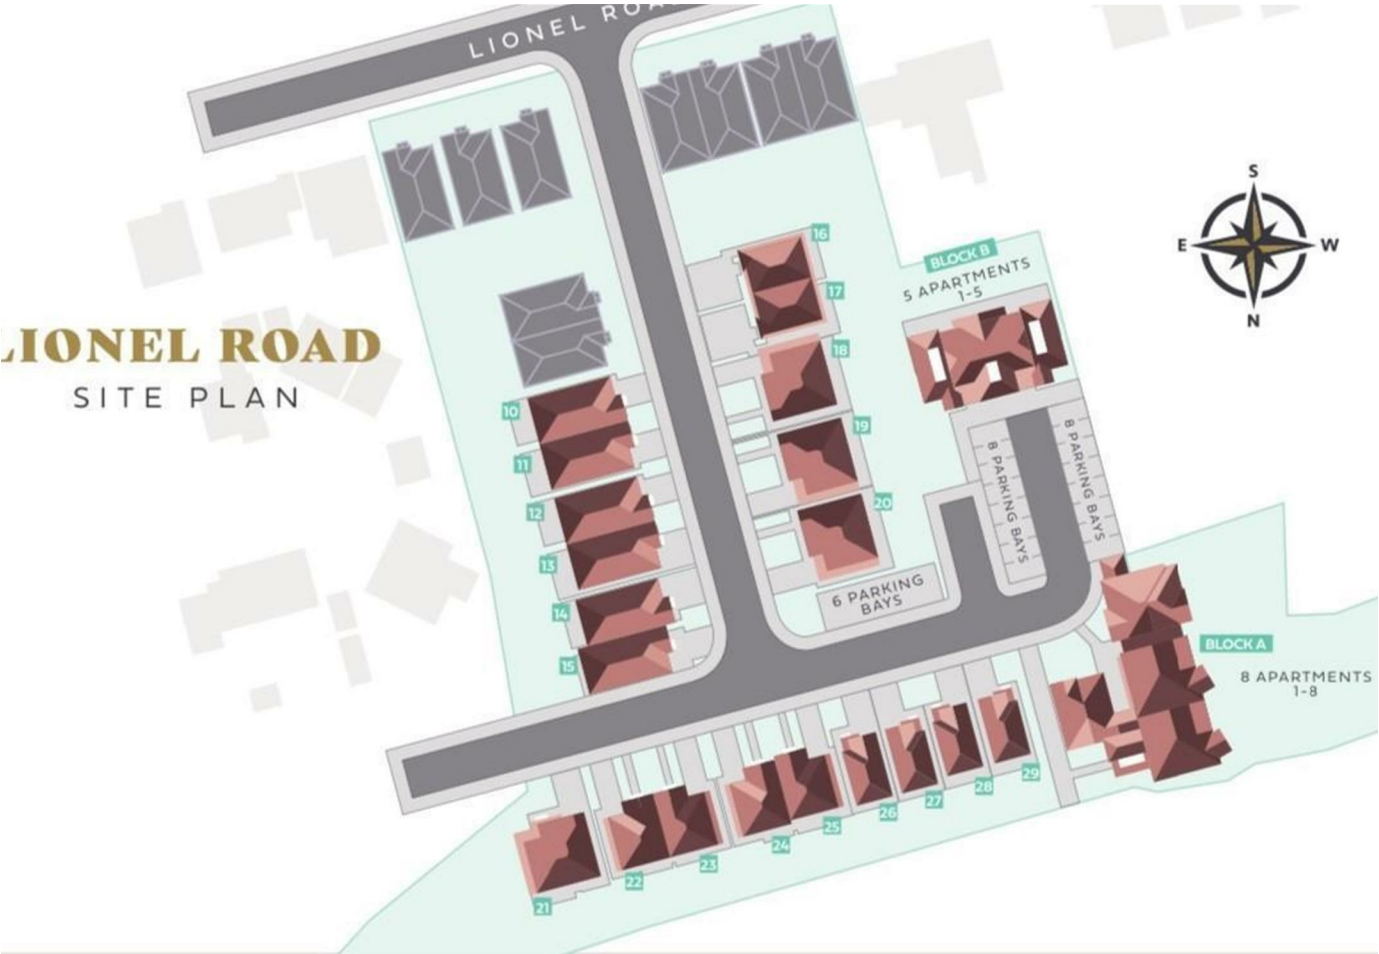 LIONEL ROA
S
E
W
N
LIONEL ROAD
SITE PLAN
BLOCK B
5 APARTMENTS
1-5
16
17
18
19
20
10
11
12
13
14
15
8 PARKING BAYS
8 PARKING BAYS
6 PARKING
BAYS
BLOCK A
8 APARTMENTS
1-8
21
22
23
24
25
26
27
28
29